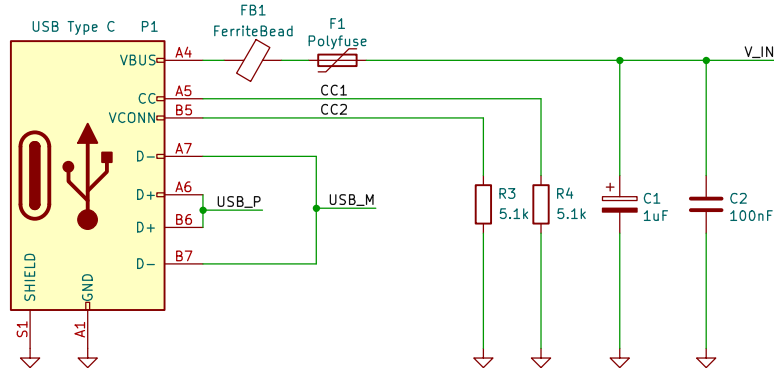 USB Type C P1
FB1
FerriteBead
F1
Polyfuse
V_IN
VBUS A4
CC A5
CC1
VCONN B5
CC2
D- A7
D+ A6
USB_P
USB_M
D+ B6
D- B7
R3
5.1k
R4
5.1k
+
C1
1uF
C2
100nF
SHIELD
GND
S1
A1